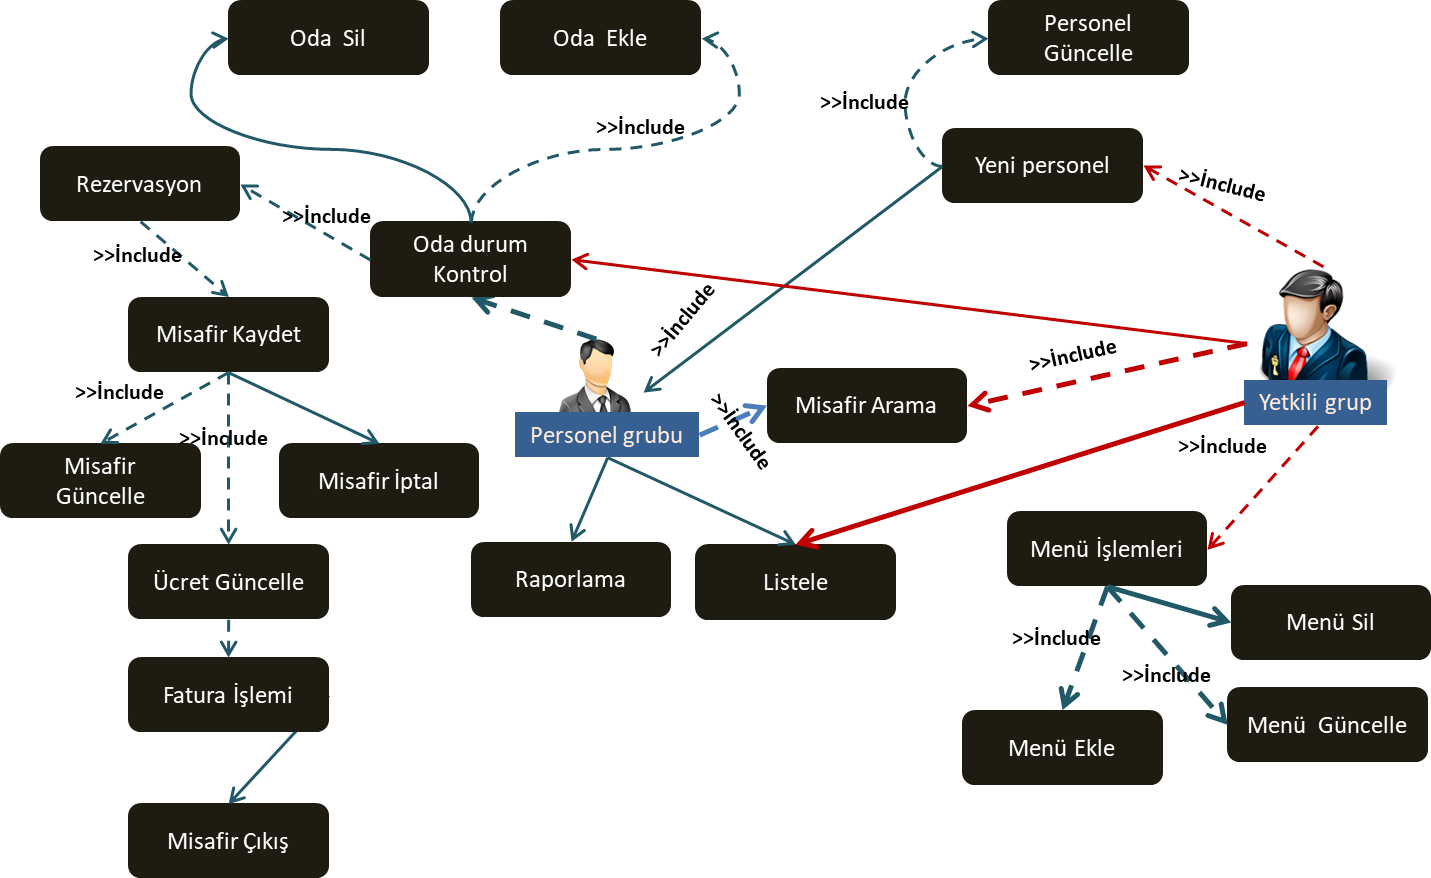 Oda  Sil
Oda  Ekle
Personel
Güncelle
>>İnclude
>>İnclude
Yeni personel
>>İnclude
Rezervasyon
>>İnclude
Oda durum
Kontrol
>>İnclude
>>İnclude
Misafir Kaydet
>>İnclude
>>İnclude
Misafir Arama
Yetkili grup
>>İnclude
Personel grubu
>>İnclude
>>İnclude
>>İnclude
Misafir
Güncelle
Misafir İptal
Menü İşlemleri
Ücret Güncelle
Raporlama
Listele
Menü Sil
>>İnclude
>>İnclude
Fatura İşlemi
Menü  Güncelle
Menü Ekle
Misafir Çıkış